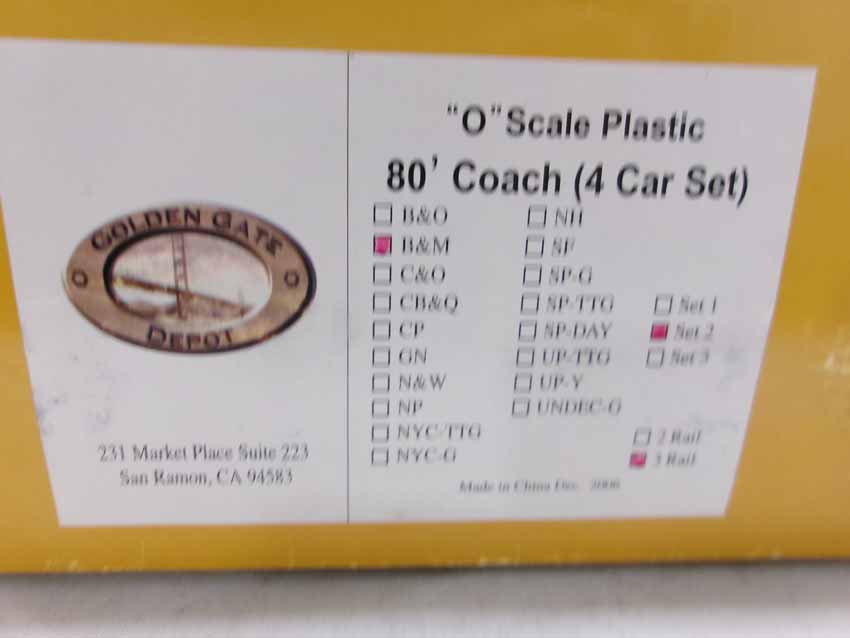 GOLDEN GATE
DEPOT
231 Market Place Suite 223
San Ramon, CA 94583
"O" Scale Plastic
80' Coach (4 Car Set)
B&O
B&M
C&O
CB&Q
CP
GN
N&W
NP
NYC-TTG
NYC-G
NH
SF
SP-G
SP-TTG
SP-DAY
UP-TTG
UP-Y
UNDEC-G
Set 1
Set 2
Set 3
2 Rail
3 Rail
Made in China Dec. 2006